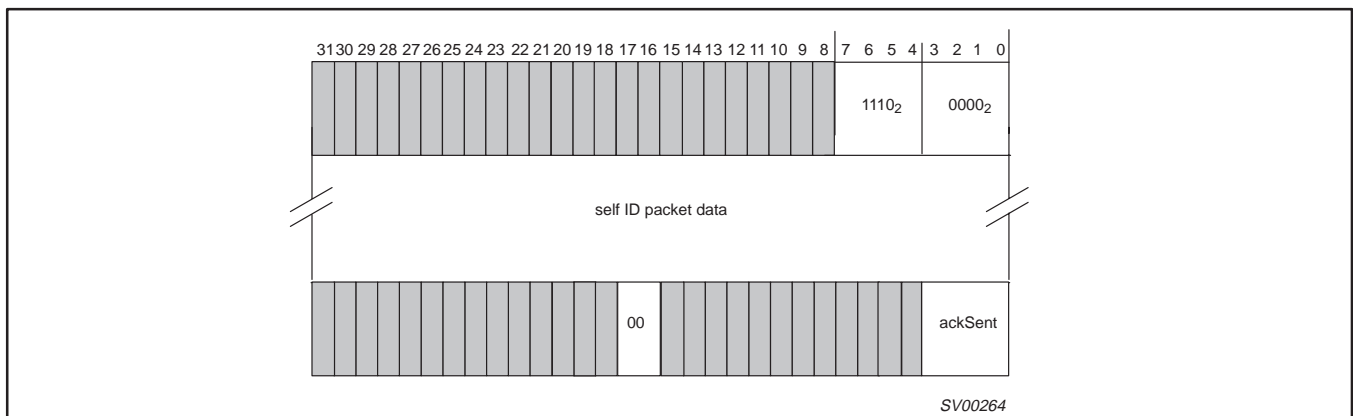 31 30 29 28 27 26 25 24 23 22 21 20 19 18 17 16 15 14 13 12 11 10 9 8 7 6 5 4 3 2 1 0
1110₂ 0000₂
self ID packet data
00 ackSent
SV00264